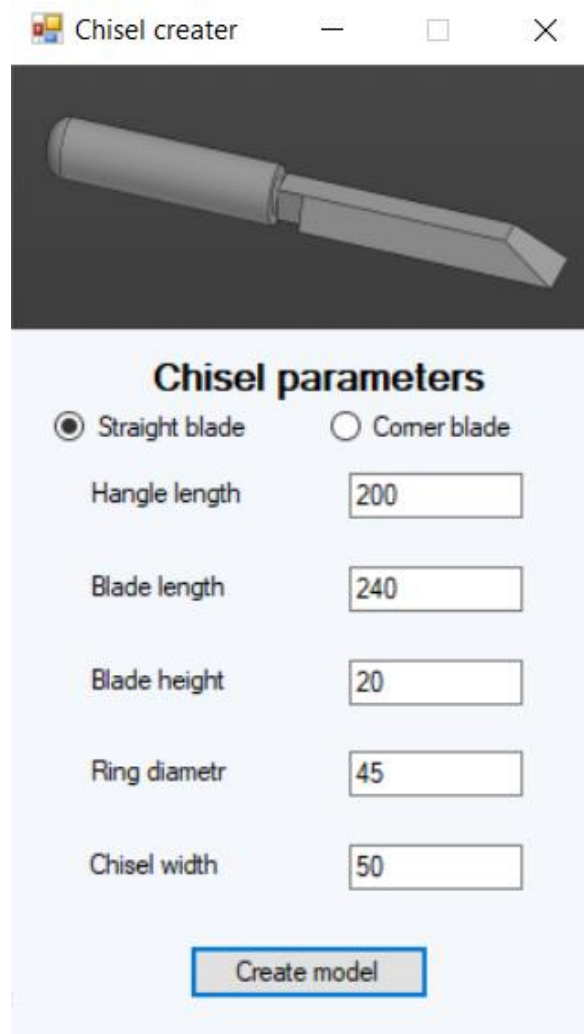 Chisel creater
Chisel parameters
Straight blade Corner blade
Hangle length 200
Blade length 240
Blade height 20
Ring diametr 45
Chisel width 50
Create model